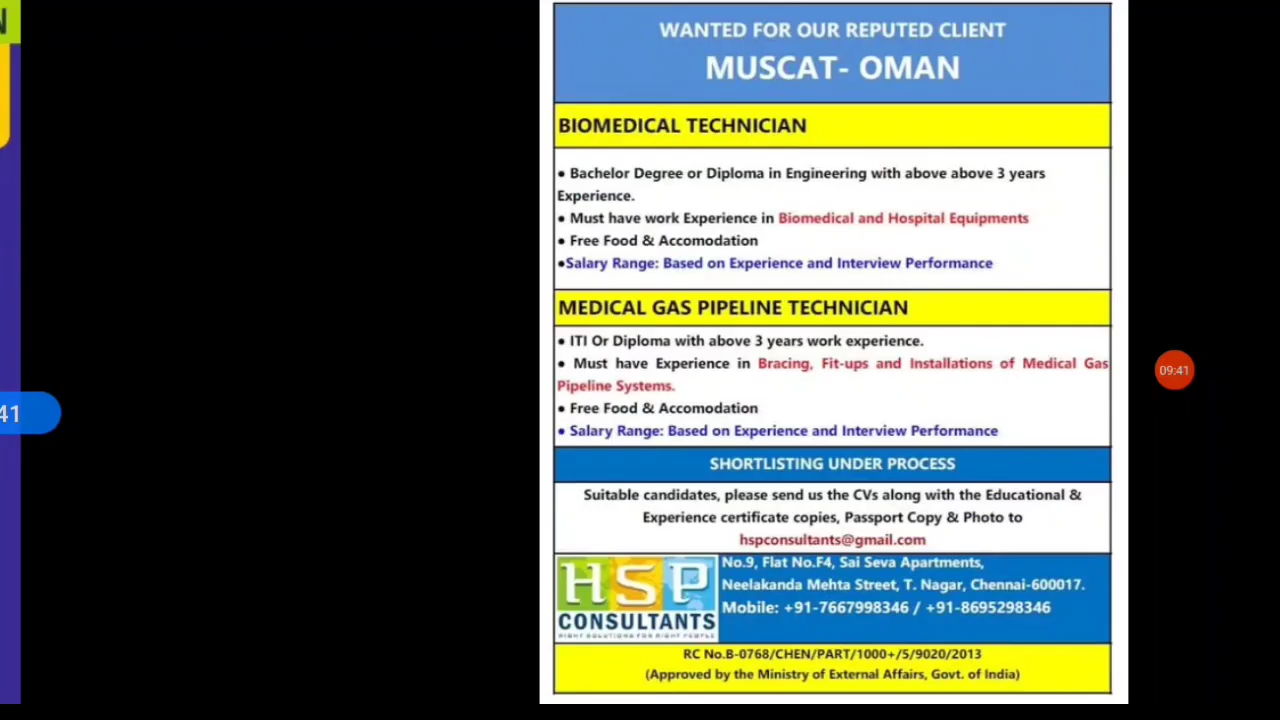 N
41
WANTED FOR OUR REPUTED CLIENT
MUSCAT- OMAN
BIOMEDICAL TECHNICIAN
● Bachelor Degree or Diploma in Engineering with above above 3 years
Experience.
● Must have work Experience in Biomedical and Hospital Equipments
● Free Food & Accomodation
●Salary Range: Based on Experience and Interview Performance
MEDICAL GAS PIPELINE TECHNICIAN
● ITI Or Diploma with above 3 years work experience.
● Must have Experience in Bracing, Fit-ups and Installations of Medical Gas
Pipeline Systems.
● Free Food & Accomodation
● Salary Range: Based on Experience and Interview Performance
SHORTLISTING UNDER PROCESS
Suitable candidates, please send us the CVs along with the Educational &
Experience certificate copies, Passport Copy & Photo to
hspconsultants@gmail.com
HSP
CONSULTANTS
RIGHT SOLUTIONS FOR RIGHT PEOPLE
No.9, Flat No.F4, Sai Seva Apartments,
Neelakanda Mehta Street, T. Nagar, Chennai-600017.
Mobile: +91-7667998346 / +91-8695298346
RC No.B-0768/CHEN/PART/1000+/5/9020/2013
(Approved by the Ministry of External Affairs, Govt. of India)
09:41